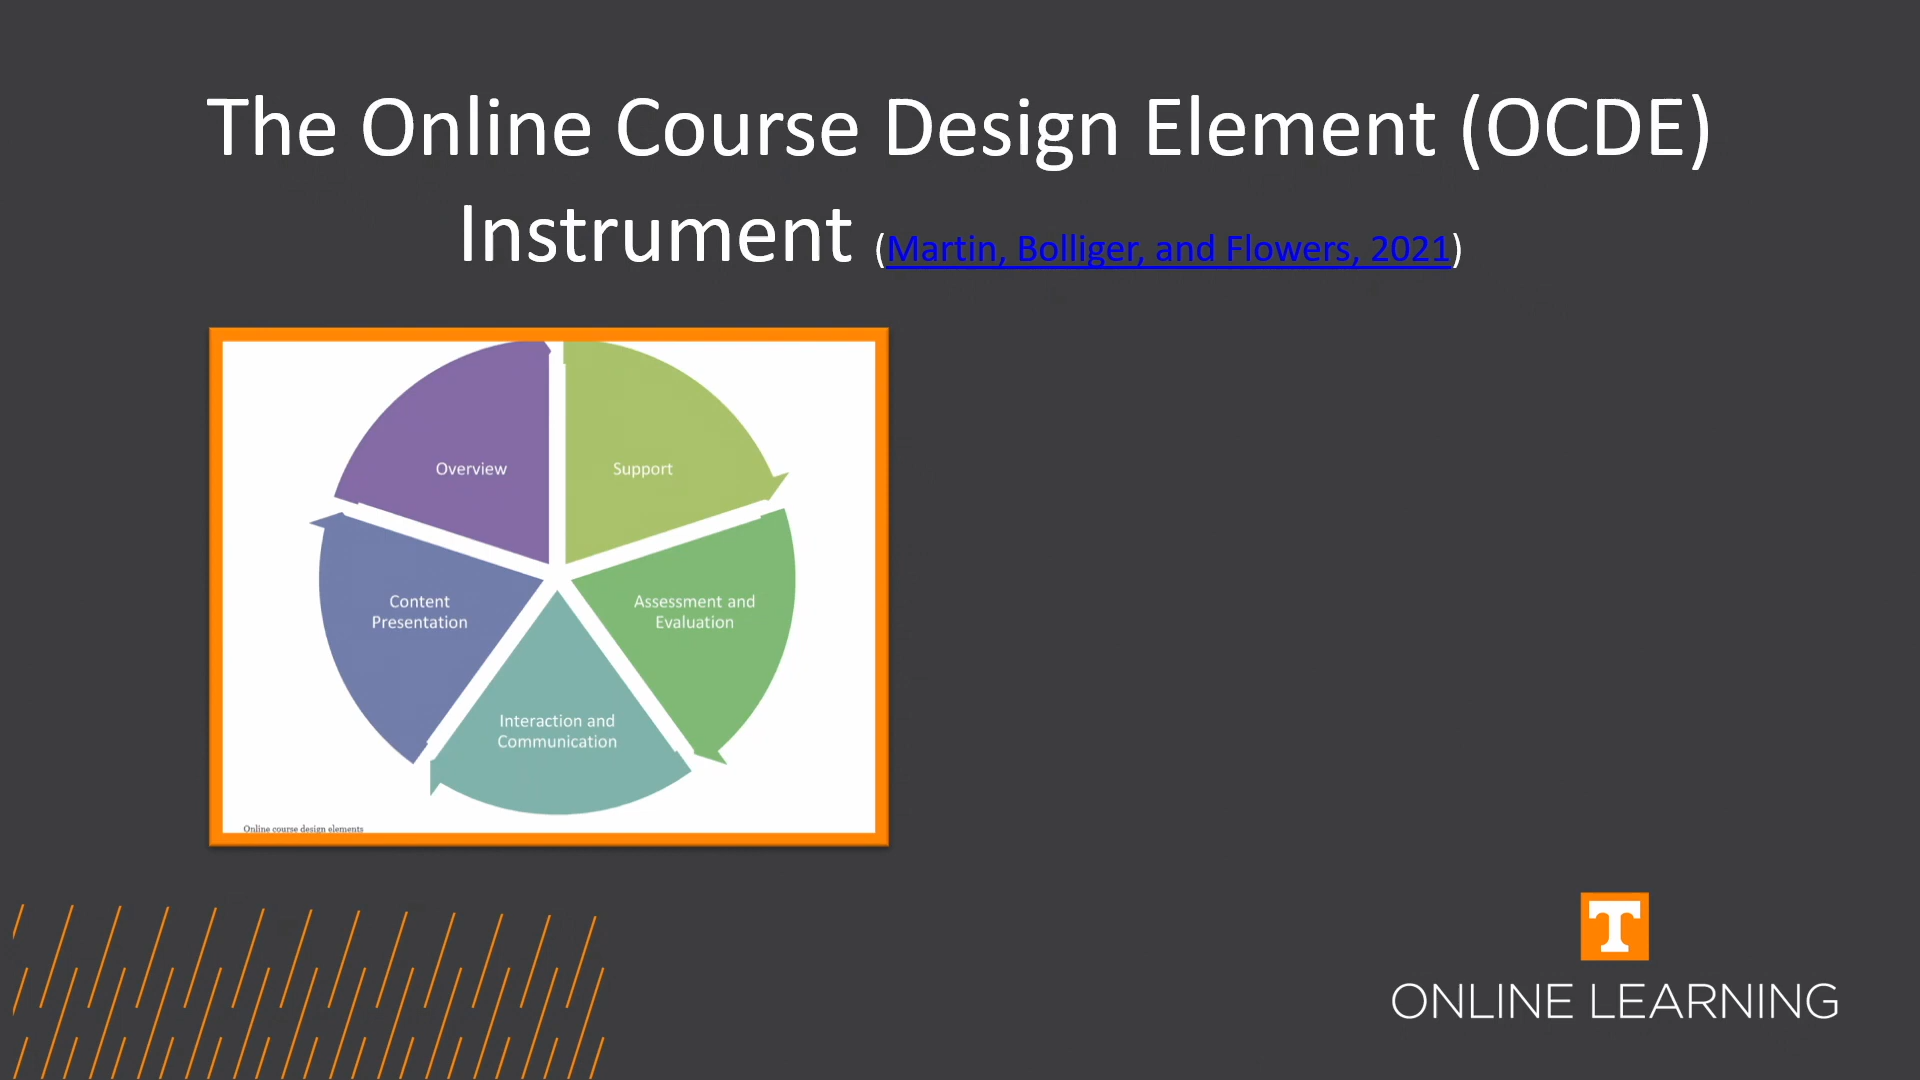 The Online Course Design Element (OCDE)
Instrument (Martin, Bolliger, and Flowers, 2021)
Overview
Support
Content
Presentation
Assessment and
Evaluation
Interaction and
Communication
Online course design elements
T
ONLINE LEARNING